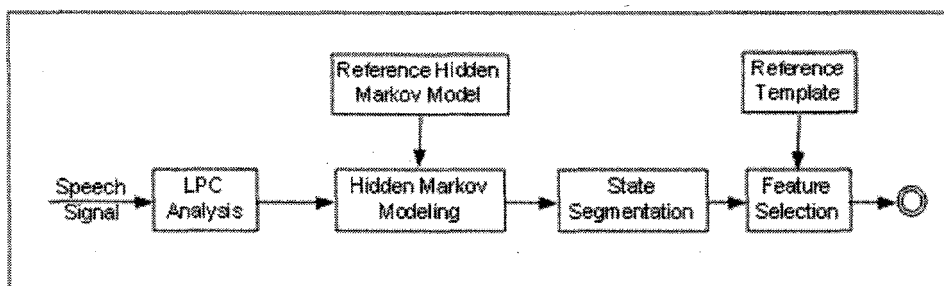 Reference Hidden
Markov Model
Reference
Template
Speech
Signal
LPC
Analysis
Hidden Markov
Modeling
State
Segmentation
Feature
Selection